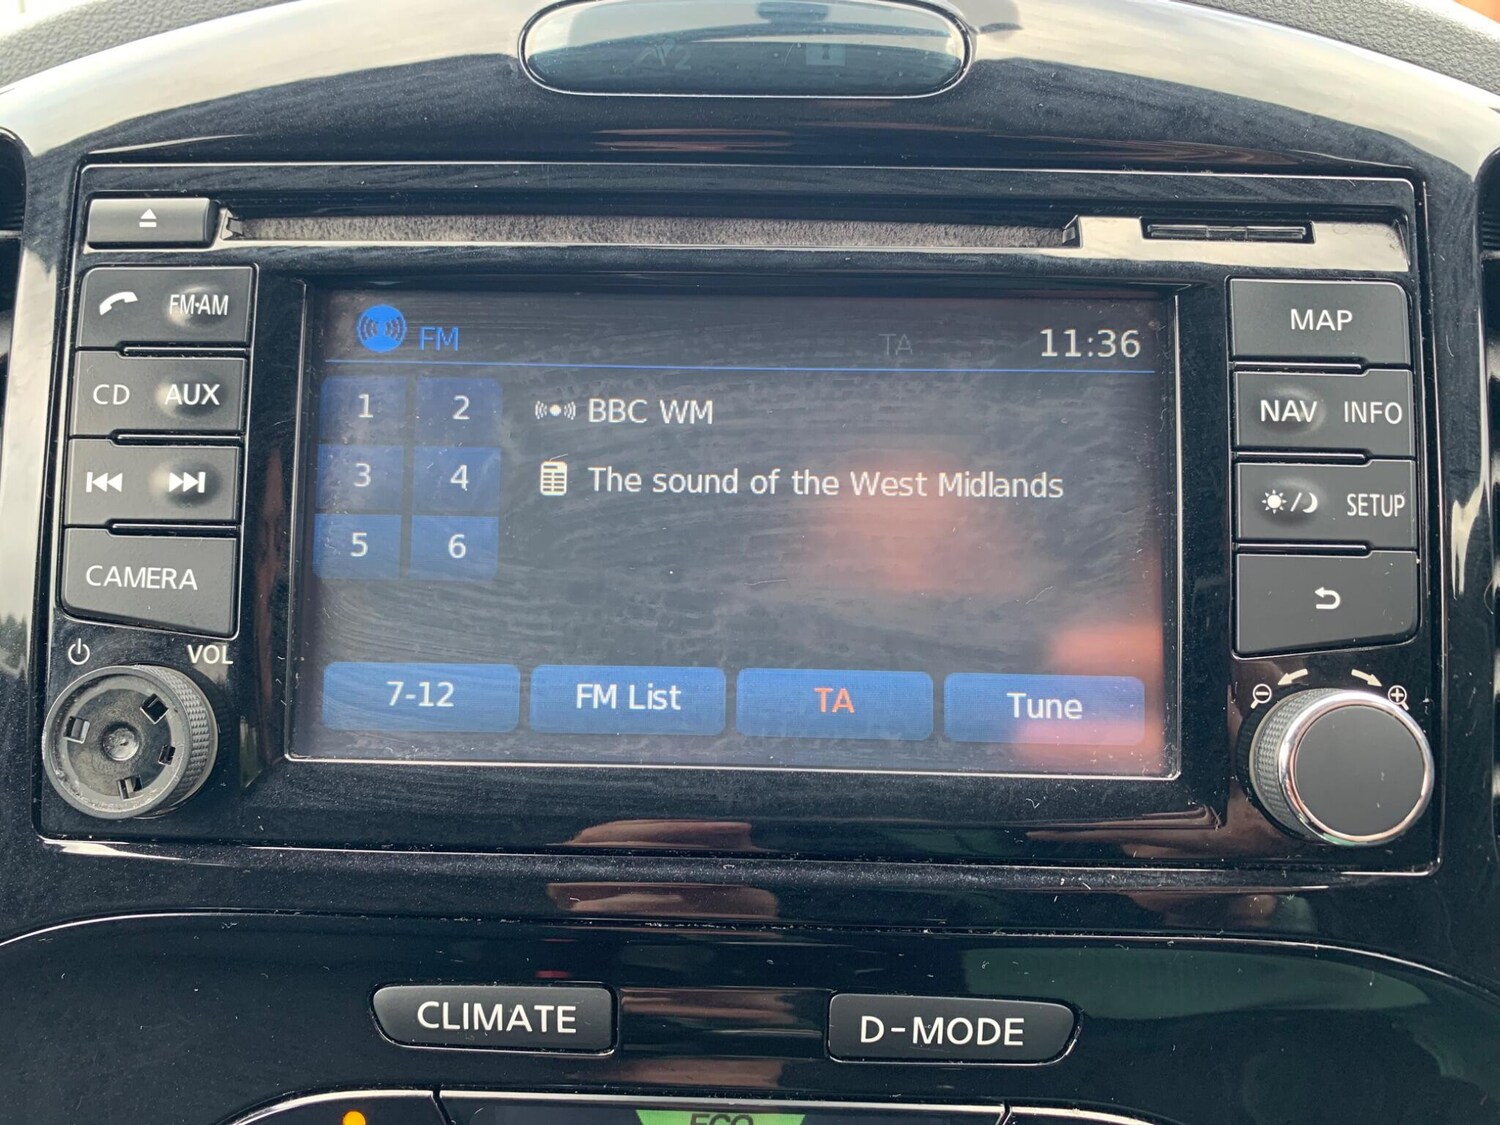 FM·AM
CD AUX
CAMERA
VOL
FM TA 11:36
1 2 BBC WM
3 4 The sound of the West Midlands
5 6
7-12 FM List TA Tune
MAP
NAV INFO
SETUP
CLIMATE D-MODE
ECO